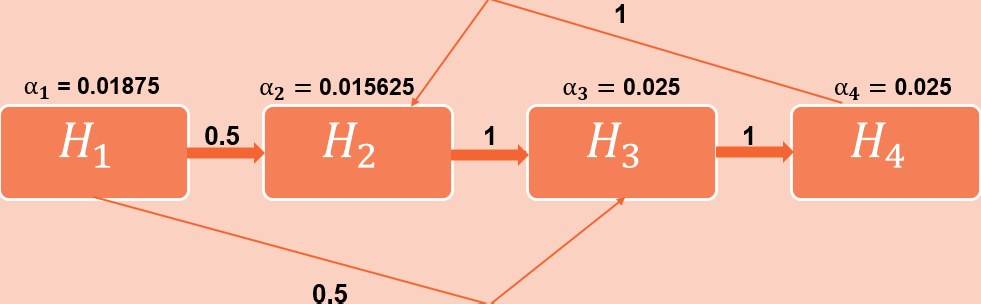 1
α₁ = 0.01875
α₂ = 0.015625
α₃ = 0.025
α₄ = 0.025
H₁
0.5
H₂
1
H₃
1
H₄
0.5